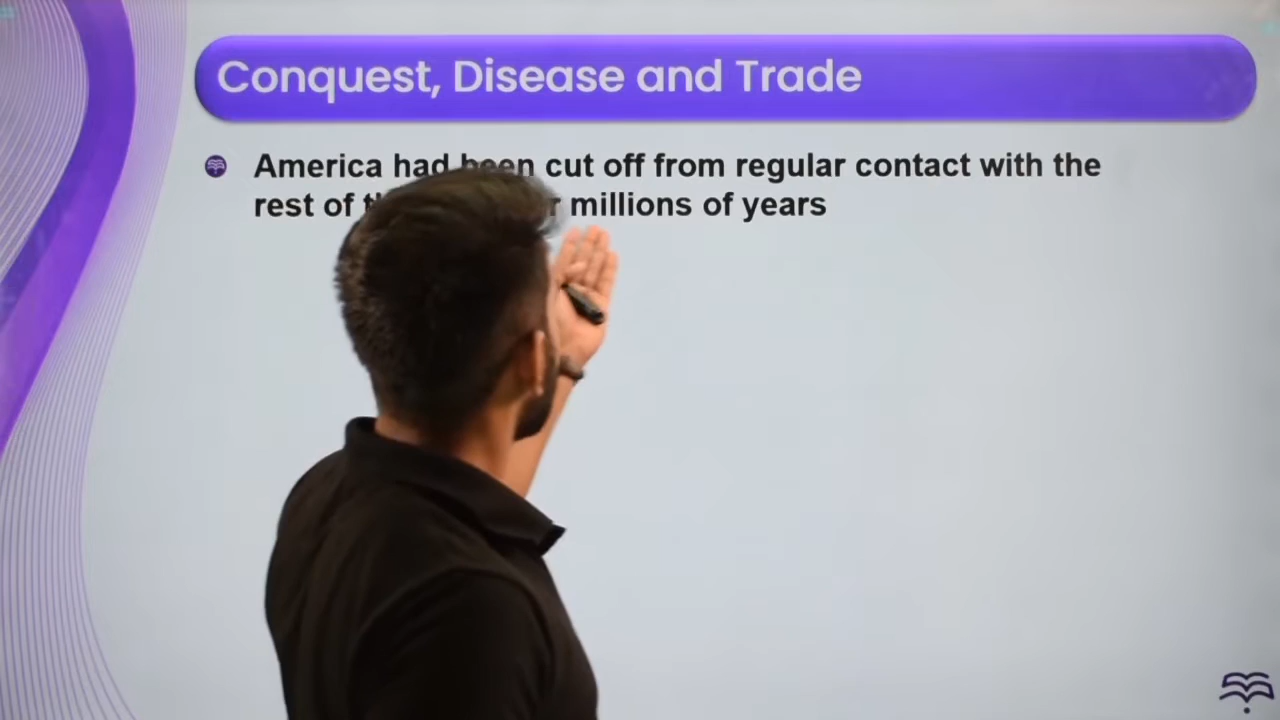 Conquest, Disease and Trade
America had been cut off from regular contact with the
rest of millions of years